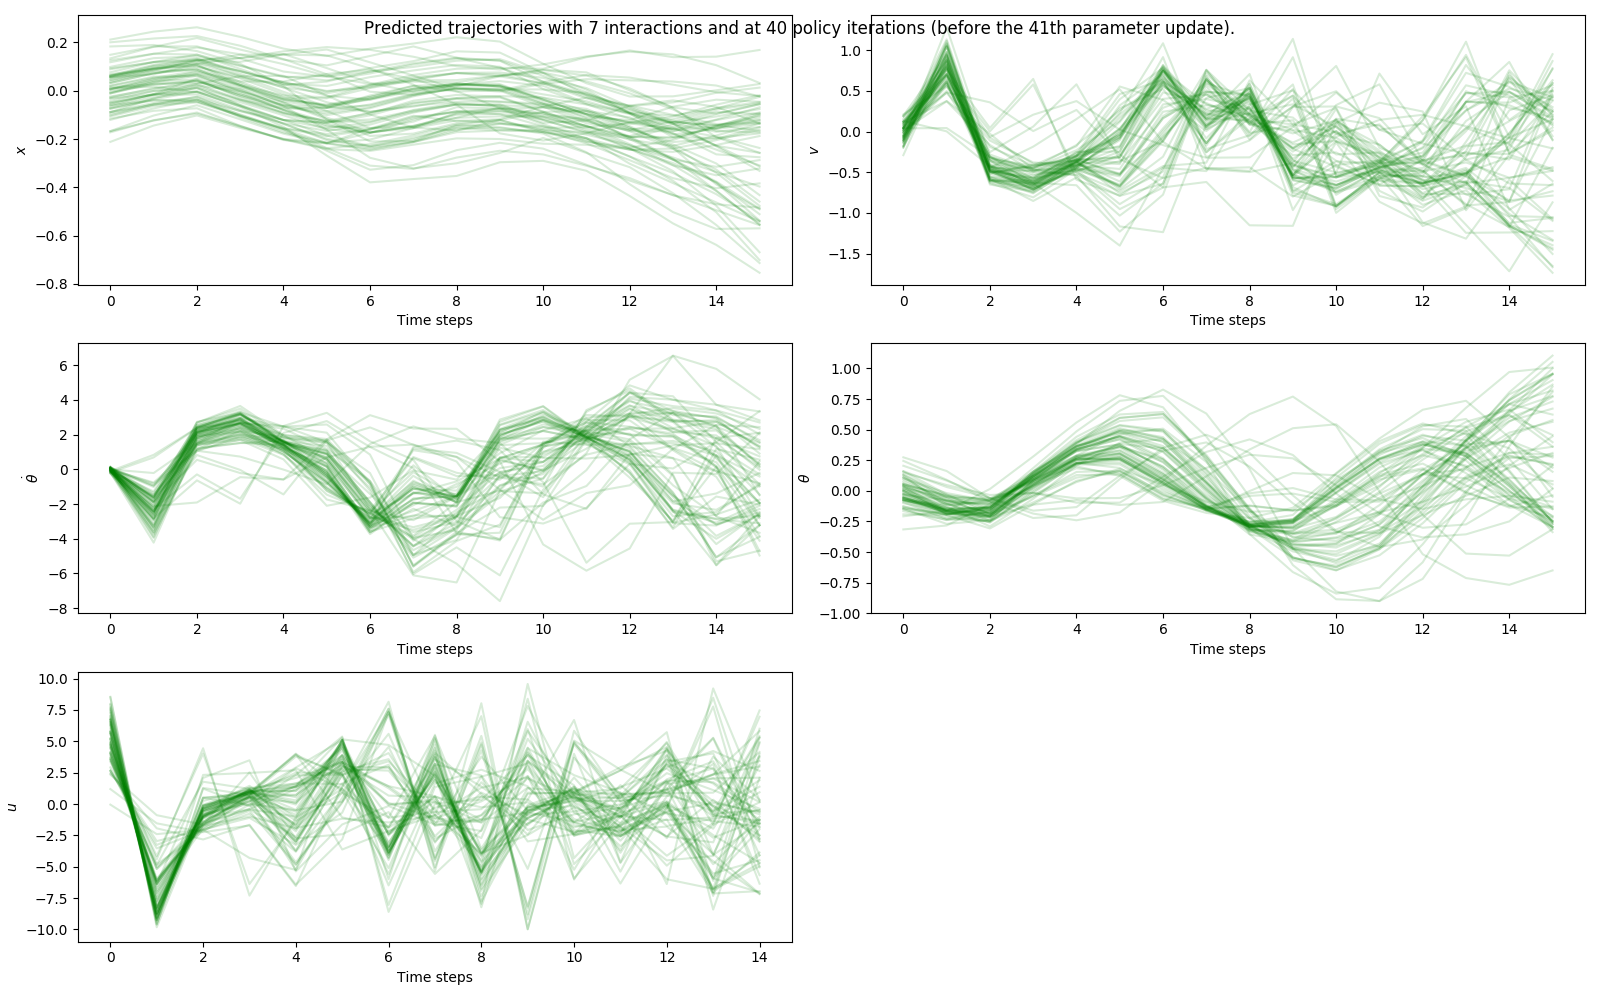 Predicted trajectories with 7 interactions and at 40 policy iterations (before the 41th parameter update).
0.2
0.0
−0.2
−0.4
−0.6
−0.8
x
0 2 4 6 8 10 12 14
Time steps
1.0
0.5
0.0
−0.5
−1.0
−1.5
v
0 2 4 6 8 10 12 14
Time steps
6
4
2
0
−2
−4
−6
−8
θ̇
0 2 4 6 8 10 12 14
Time steps
1.00
0.75
0.50
0.25
0.00
−0.25
−0.50
−0.75
−1.00
θ
0 2 4 6 8 10 12 14
Time steps
10.0
7.5
5.0
2.5
0.0
−2.5
−5.0
−7.5
−10.0
u
0 2 4 6 8 10 12 14
Time steps